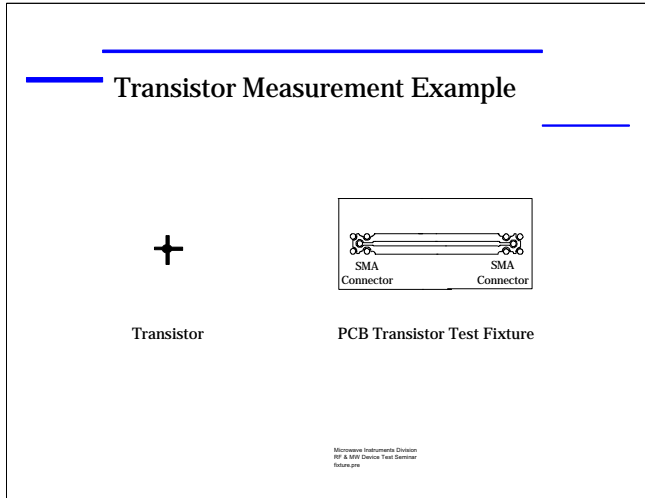 Transistor Measurement Example
SMA
Connector
SMA
Connector
Transistor
PCB Transistor Test Fixture
Microwave Instruments Division
RF & MW Device Test Seminar
fixture.pre